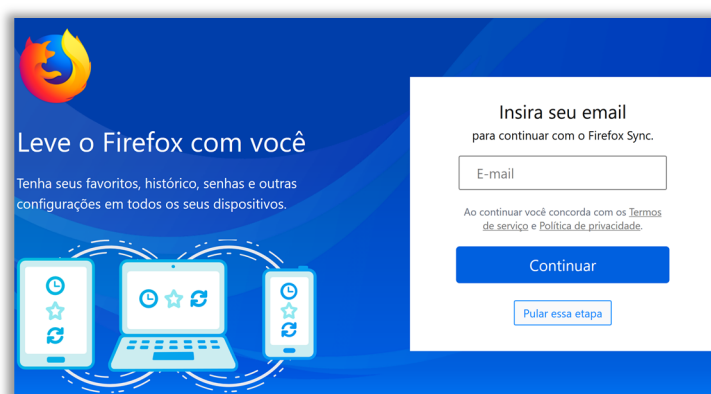 Leve o Firefox com você
Tenha seus favoritos, histórico, senhas e outras
configurações em todos os seus dispositivos.
Insira seu email
para continuar com o Firefox Sync.
E-mail
Ao continuar você concorda com os Termos
de serviço e Política de privacidade.
Continuar
Pular essa etapa